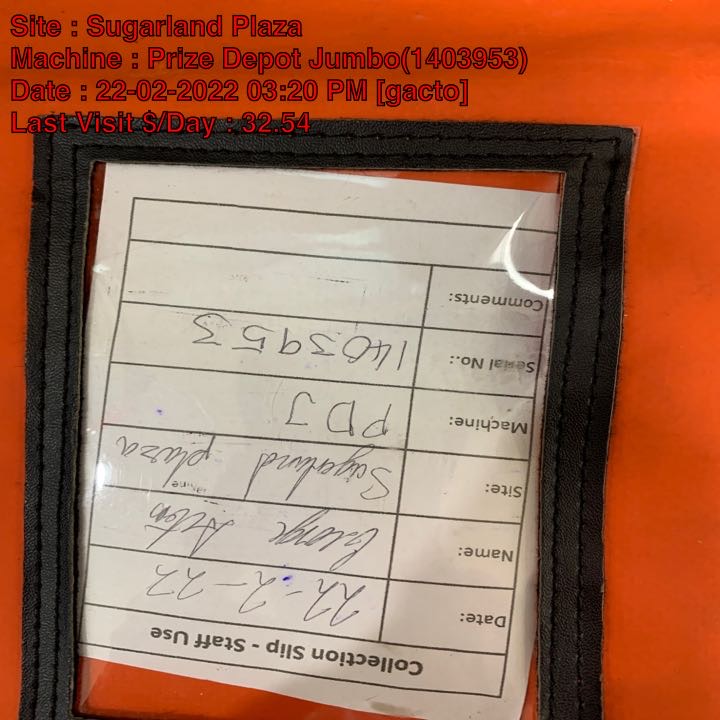 Site : Sugarland Plaza
Machine : Prize Depot Jumbo(1403953)
Date : 22-02-2022 03:20 PM [gacto]
Last Visit $/Day : 32.54
Collection Slip - Staff Use
Date: 22-2-22
Name: George Acton
Site: Sugarland plaza
Machine: PDJ
Serial No.: 1403953
Comments: